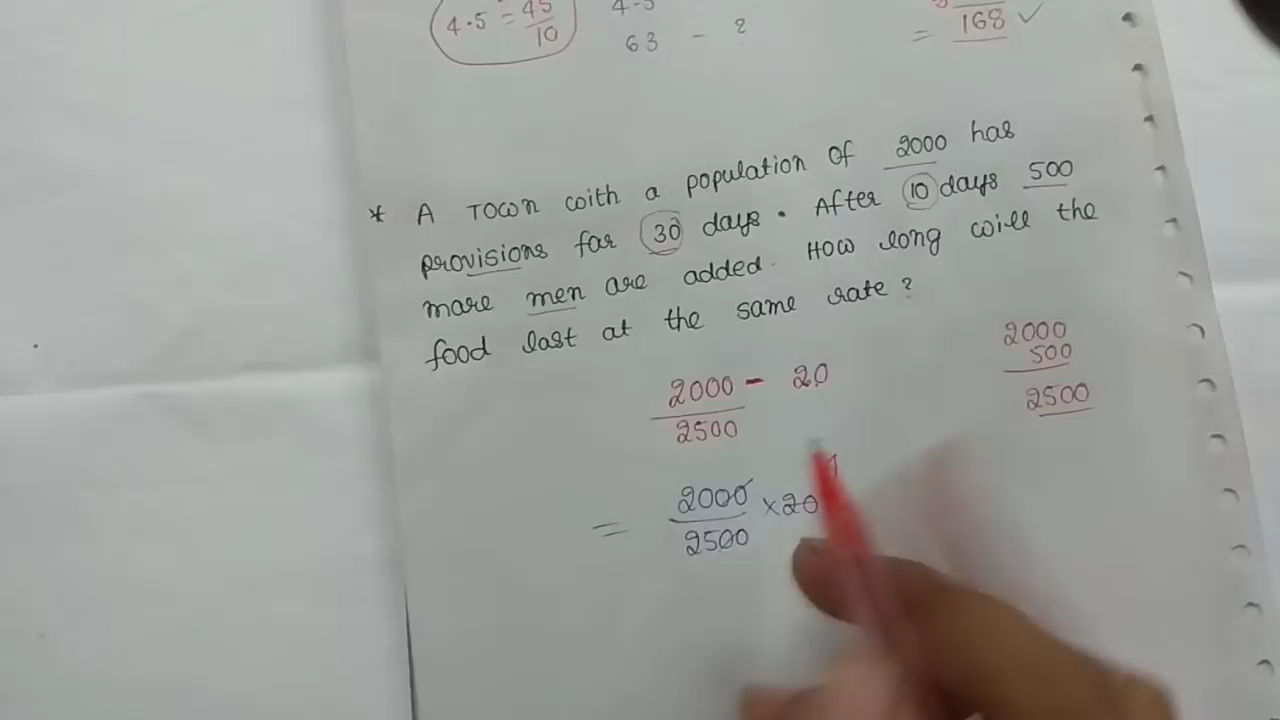 4.5 = 45/10
4.5
63 - ?
= 168 ✓
* A Town with a population of 2000 has
provisions for 30 days. After 10 days 500
more men are added. How long will the
food last at the same rate?
2000 - 20
2500
2000
500
2500
= 2000/2500 × 20